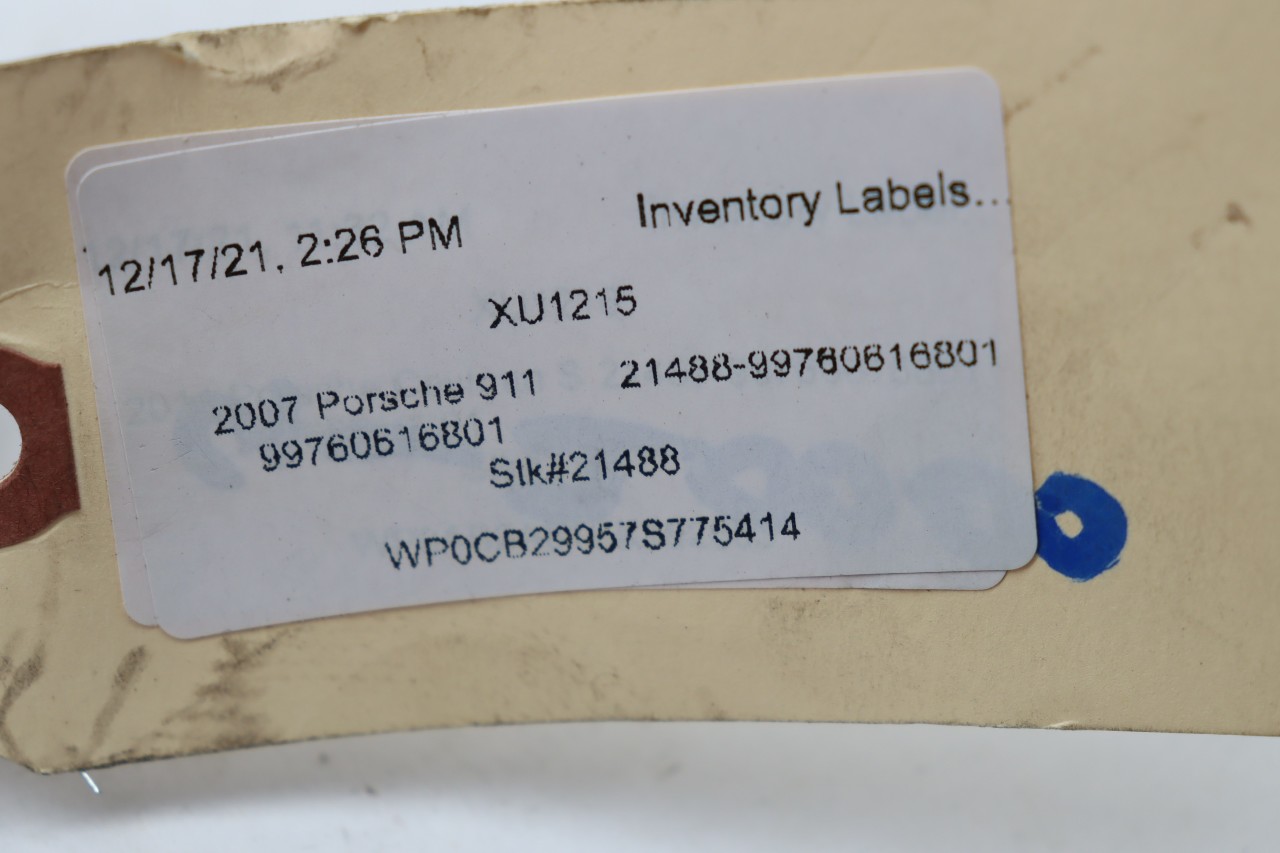 12/17/21, 2:26 PM
Inventory Labels...
XU1215
2007 Porsche 911
21488-99760616801
99760616801
Stk#21488
WP0CB29957S775414